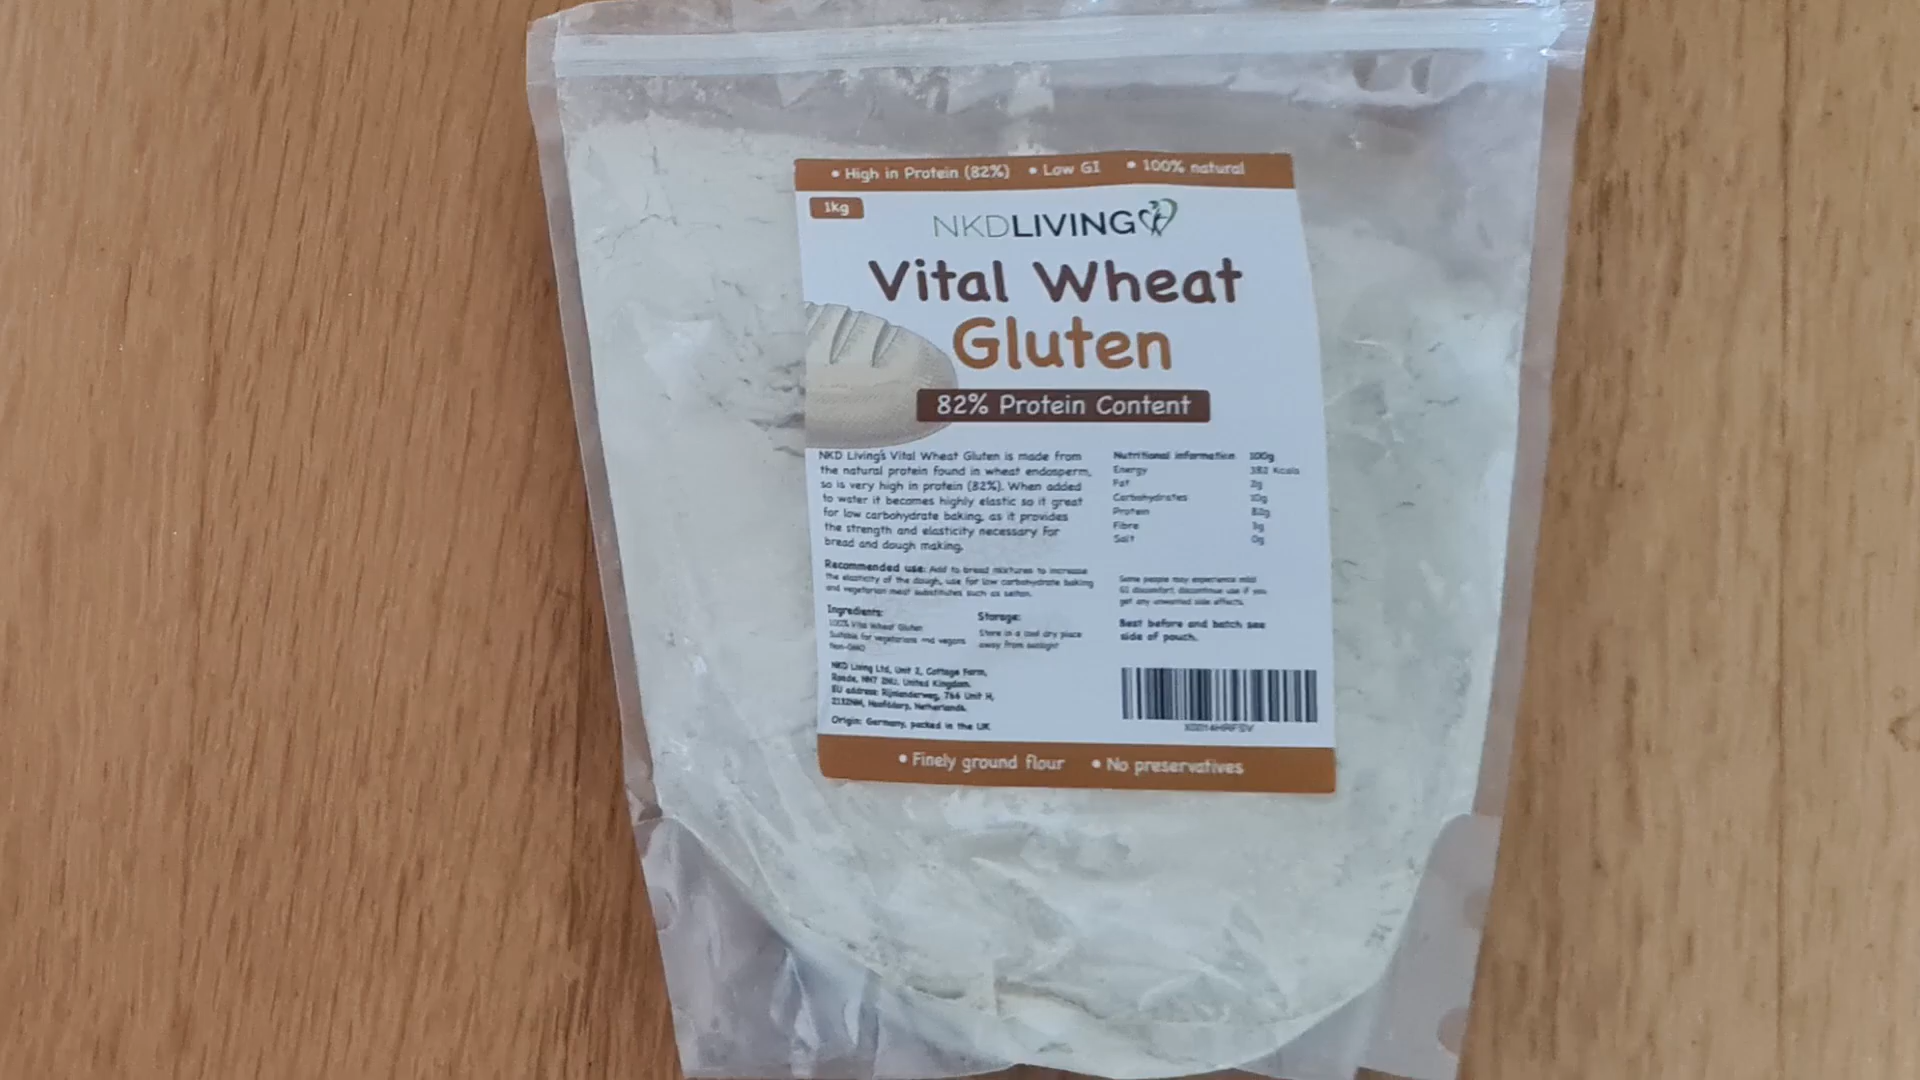 • High in Protein (82%) • Low GI • 100% natural
1kg
NKDLIVING
Vital Wheat
Gluten
82% Protein Content
NKD Living's Vital Wheat Gluten is made from
the natural protein found in wheat endosperm,
so is very high in protein (82%). When added
to water it becomes highly elastic so it great
for low carbohydrate baking, as it provides
the strength and elasticity necessary for
bread and dough making.
Recommended use: Add to bread mixtures to increase
the elasticity of the dough, use for low carbohydrate baking
and vegetarian meat substitutes such as seitan.
Ingredients:
100% Vital Wheat Gluten
Suitable for vegetarians and vegans
Non-GMO
Storage:
Store in a cool dry place
away from sunlight
NKD Living Ltd, Unit 2, Cottage Farm,
Roade, NN7 United Kingdom.
EU address: Rijnlanderweg, 766 Unit H,
2132NM, Hoofddorp, Netherlands.
Origin: Germany, packed in the UK
Nutritional information 100g
Energy 382 Kcals
Fat 2g
Carbohydrates 10g
Protein 82g
Fibre
Salt 0g
Some people may experience mild
GI discomfort, discontinue use if you
get any unwanted side effects.
Best before and batch see
side of pouch.
• Finely ground flour • No preservatives